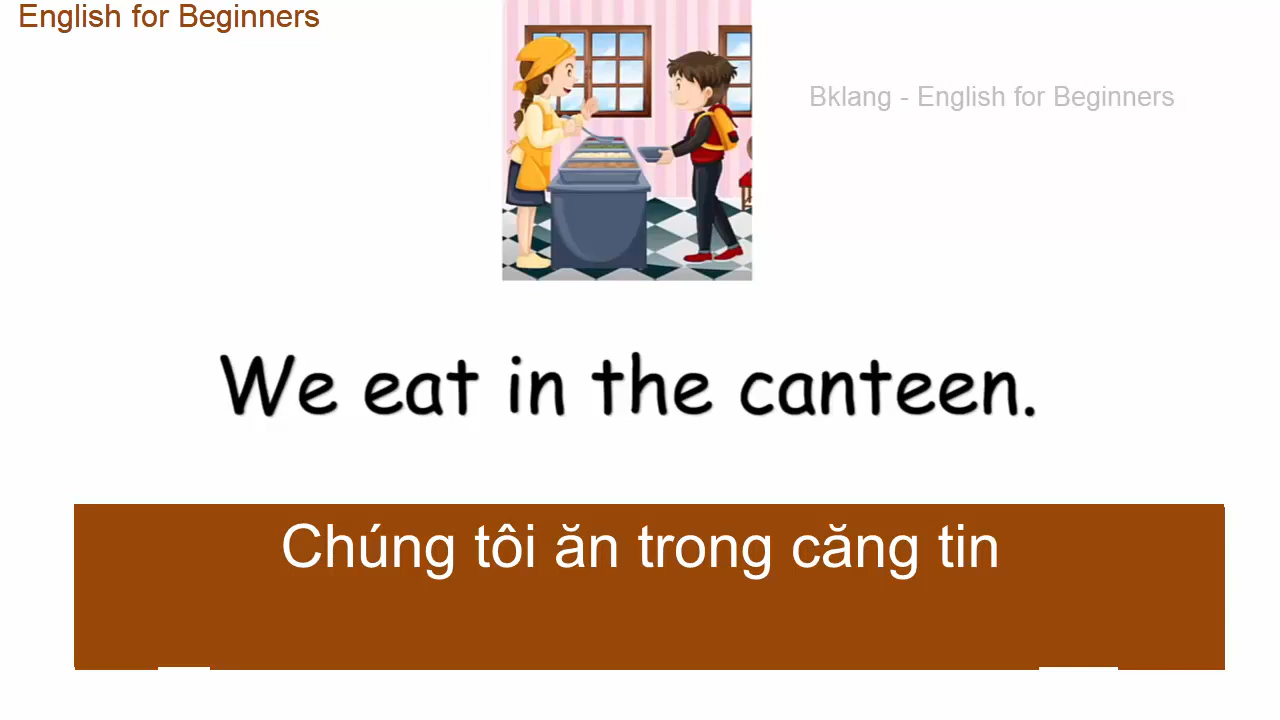 English for Beginners
Bklang - English for Beginners
We eat in the canteen.
Chúng tôi ăn trong căng tin